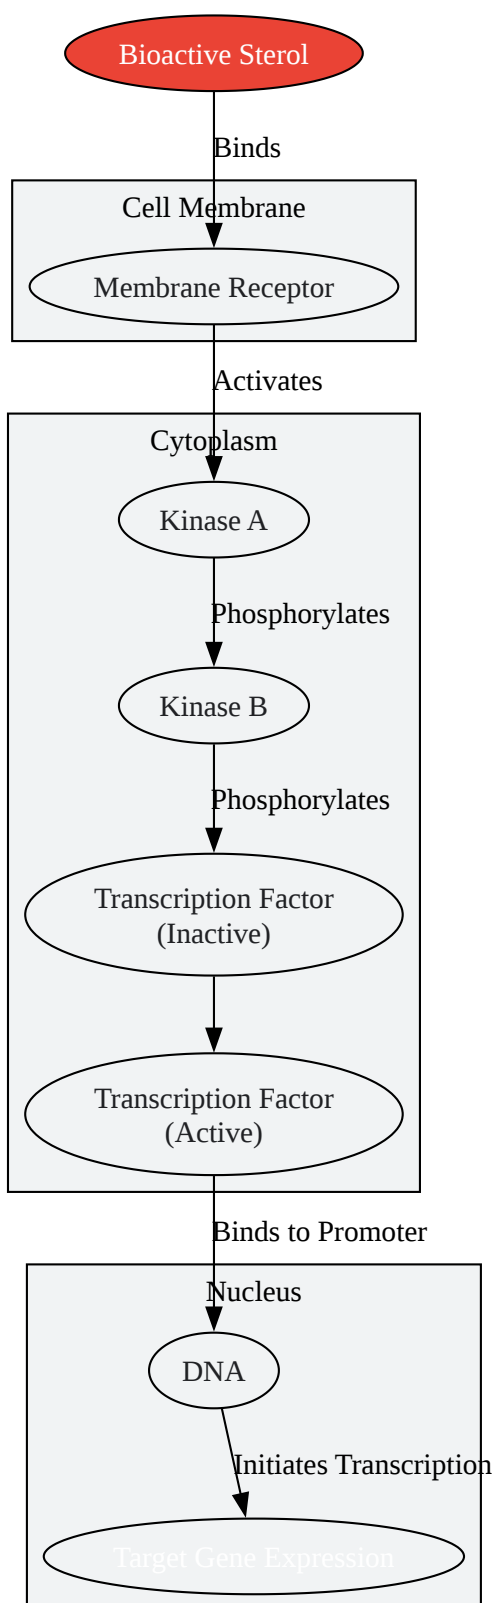 Bioactive Sterol
Binds
Cell Membrane
Membrane Receptor
Activates
Cytoplasm
Kinase A
Phosphorylates
Kinase B
Phosphorylates
Transcription Factor
(Inactive)
Transcription Factor
(Active)
Binds to Promoter
Nucleus
DNA
Initiates Transcription
Target Gene Expression